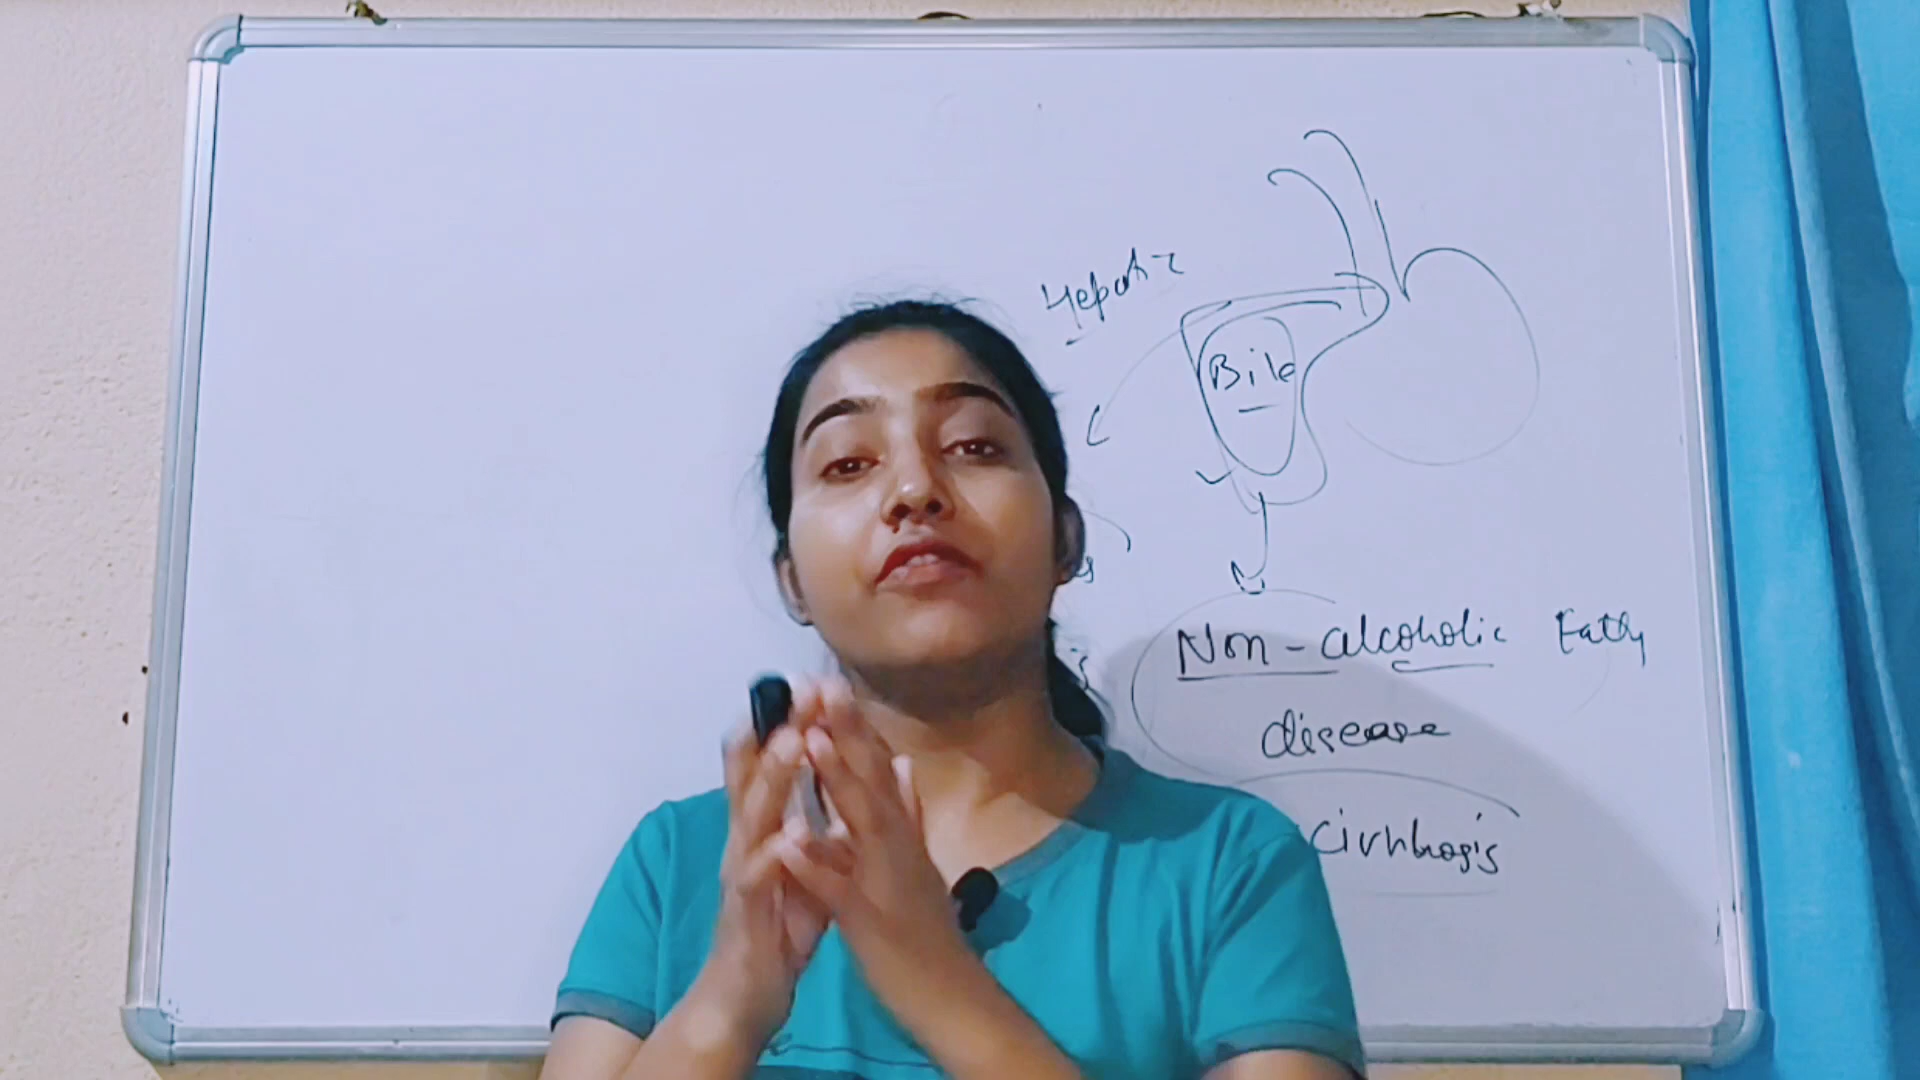 Hepatic
Bile
Non-alcoholic Fatty
disease
Cirrhosis